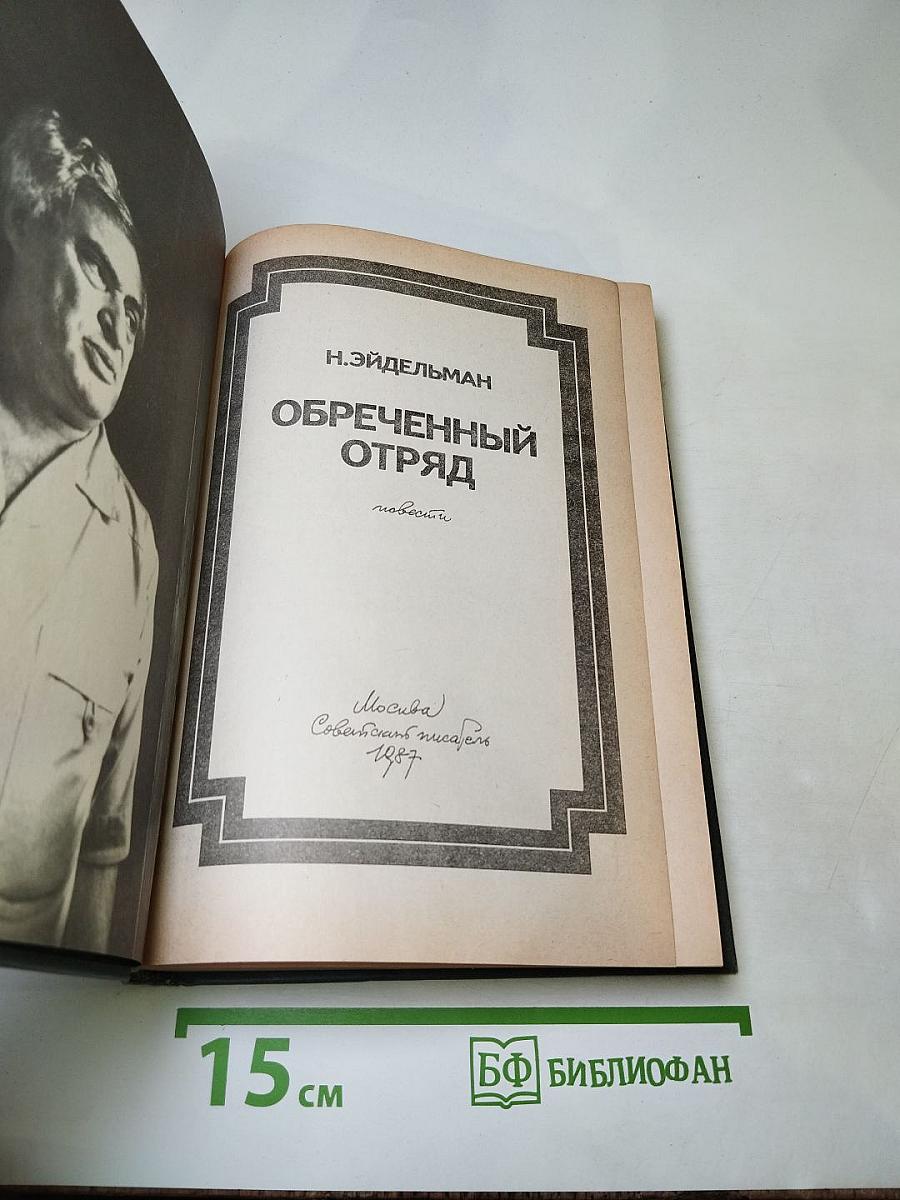 Н.ЭЙДЕЛЬМАН
ОБРЕЧЕННЫЙ
ОТРЯД
повести
Москва
Советский писатель
1987
15 см
БФ БИБЛИОФАН